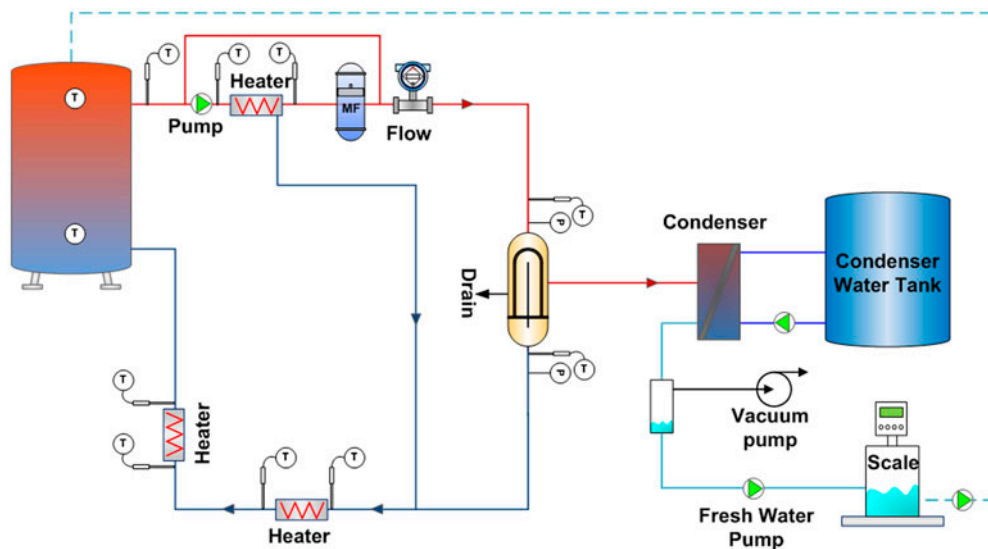 T
T
T
Heater
T
MF
Pump
Flow
T
P
T
Condenser
Condenser
Water Tank
Drain
T
P
T
Vacuum
pump
Heater
T
Scale
T
T
Heater
Fresh Water
Pump